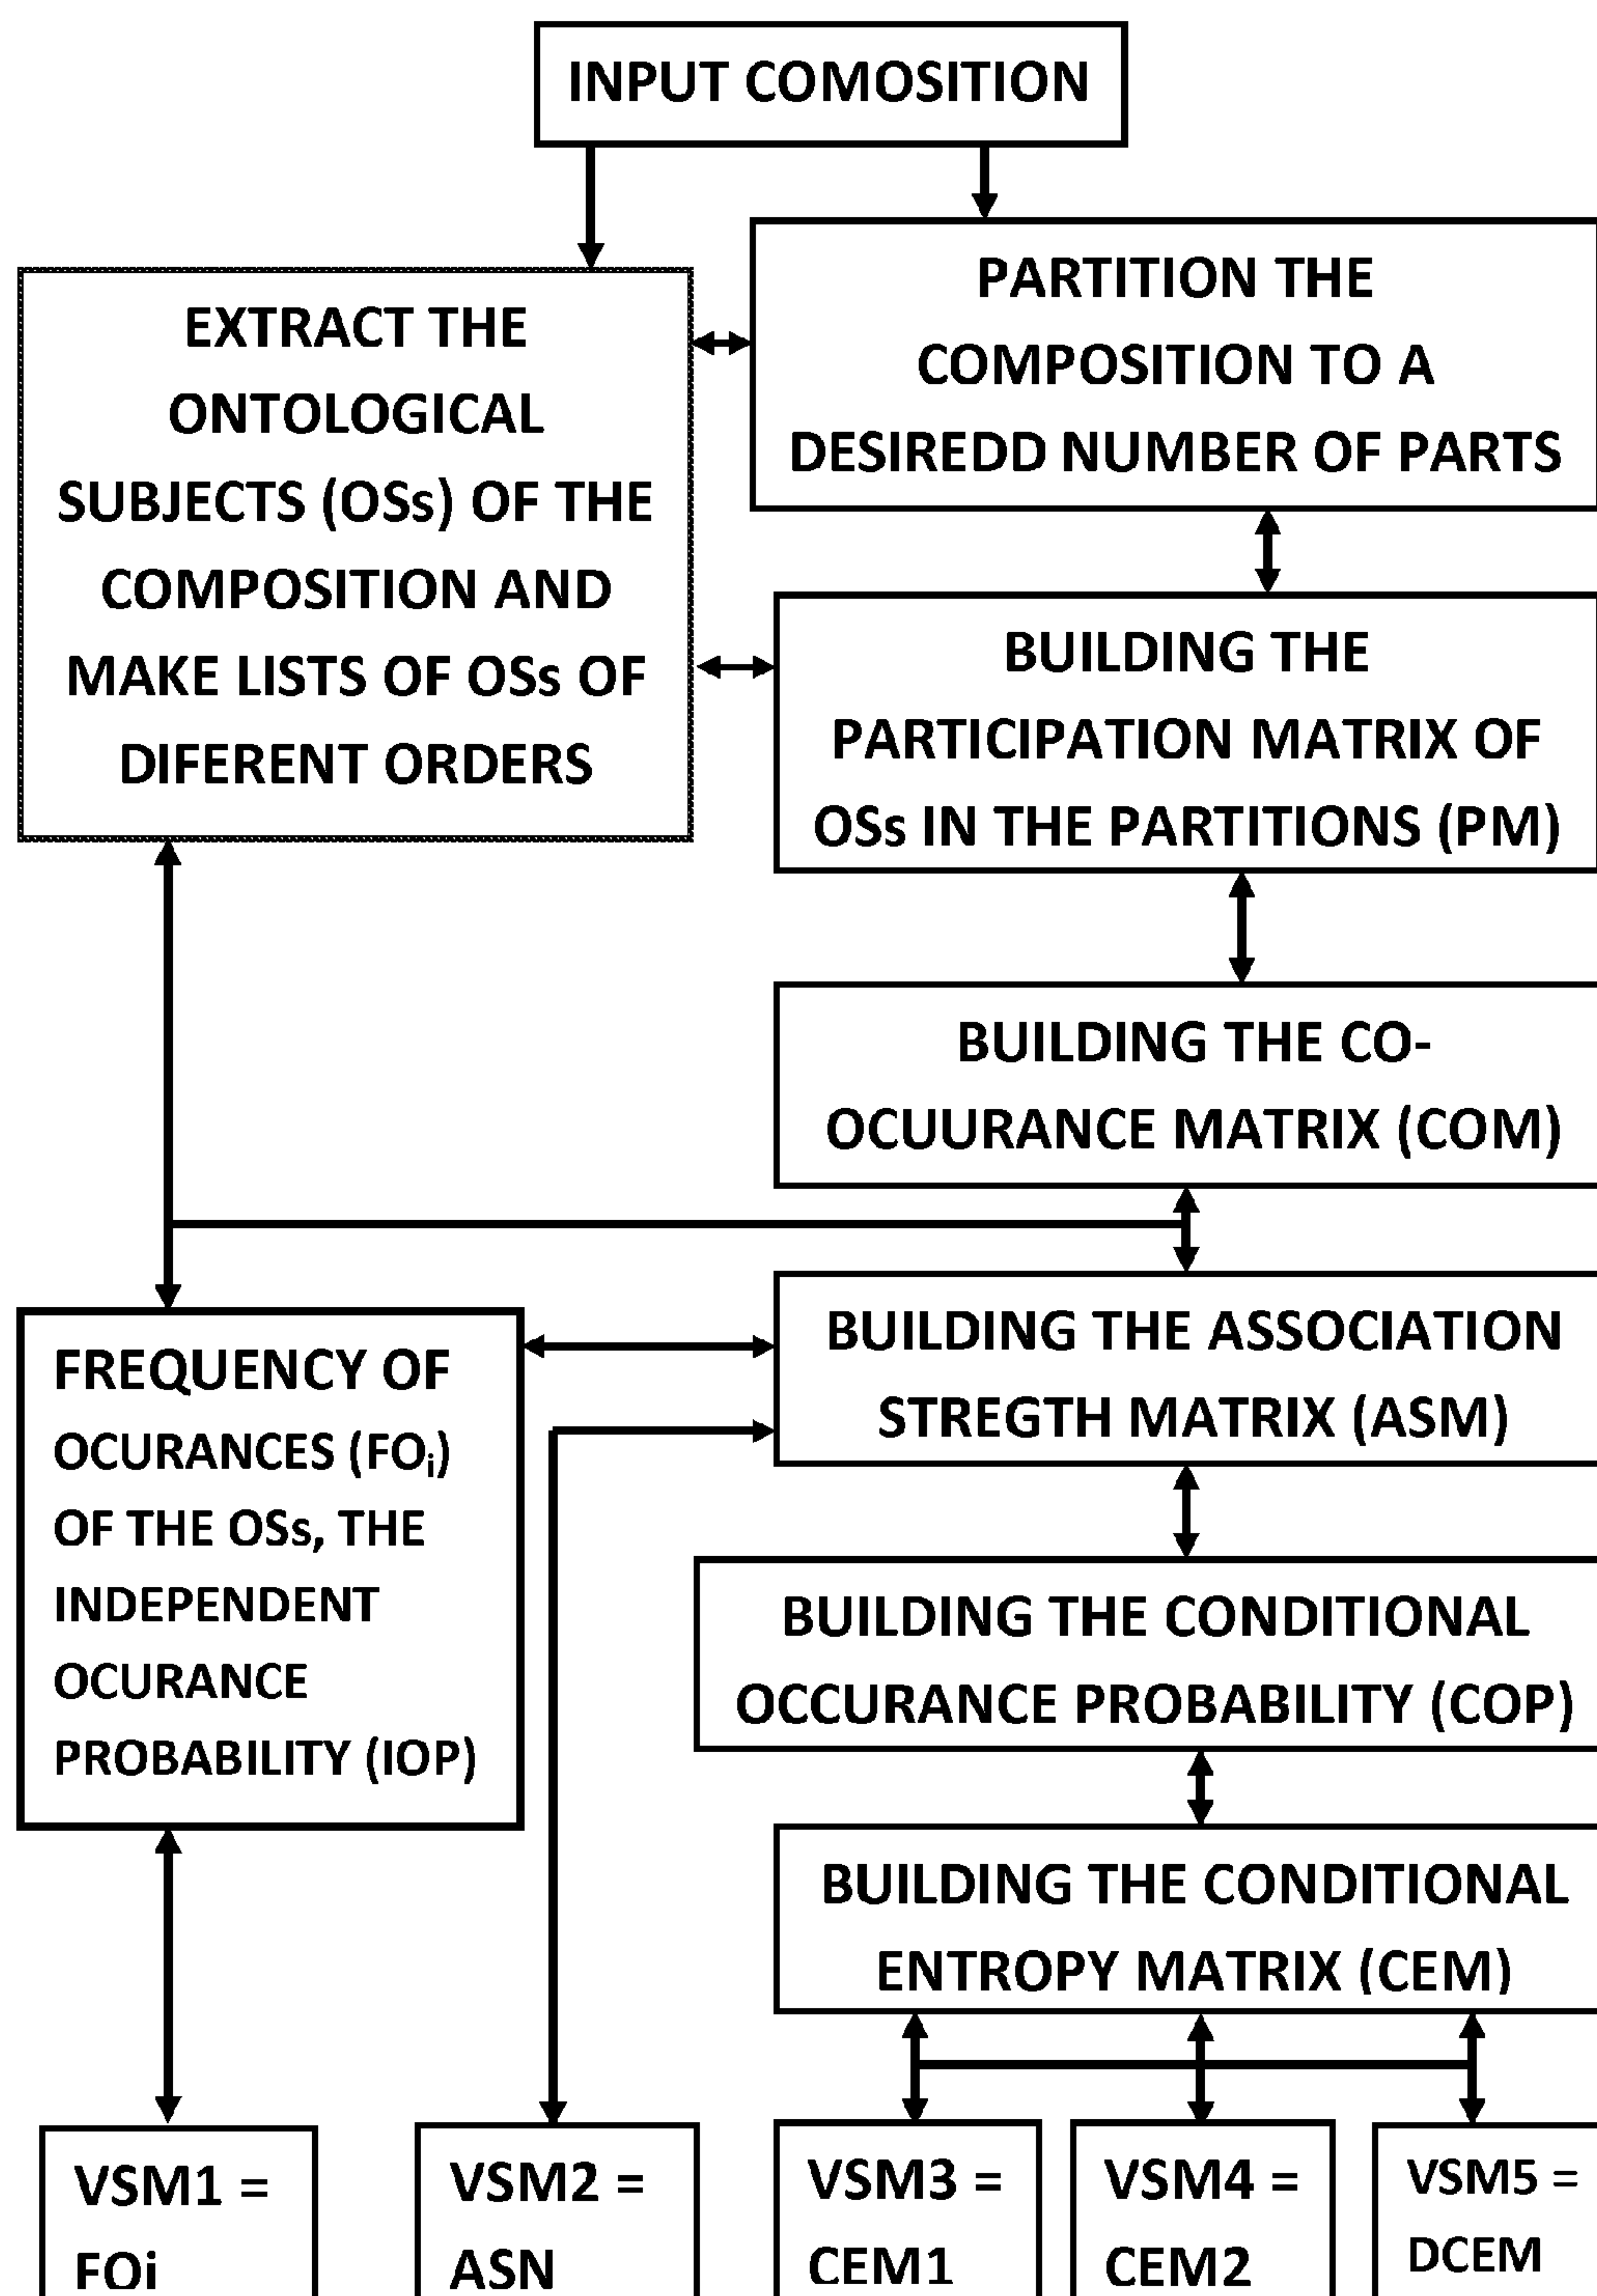 INPUT COMOSITION
PARTITION THE
COMPOSITION TO A
DESIREDD NUMBER OF PARTS
EXTRACT THE
ONTOLOGICAL
SUBJECTS (OSs) OF THE
COMPOSITION AND
MAKE LISTS OF OSs OF
DIFERENT ORDERS
BUILDING THE
PARTICIPATION MATRIX OF
OSs IN THE PARTITIONS (PM)
BUILDING THE CO-
OCUURANCE MATRIX (COM)
BUILDING THE ASSOCIATION
STREGTH MATRIX (ASM)
FREQUENCY OF
OCURANCES (FOi)
OF THE OSs, THE
INDEPENDENT
OCURANCE
PROBABILITY (IOP)
BUILDING THE CONDITIONAL
OCCURANCE PROBABILITY (COP)
BUILDING THE CONDITIONAL
ENTROPY MATRIX (CEM)
VSM1 =
FOi
VSM2 =
ASN
VSM3 =
CEM1
VSM4 =
CEM2
VSM5 =
DCEM